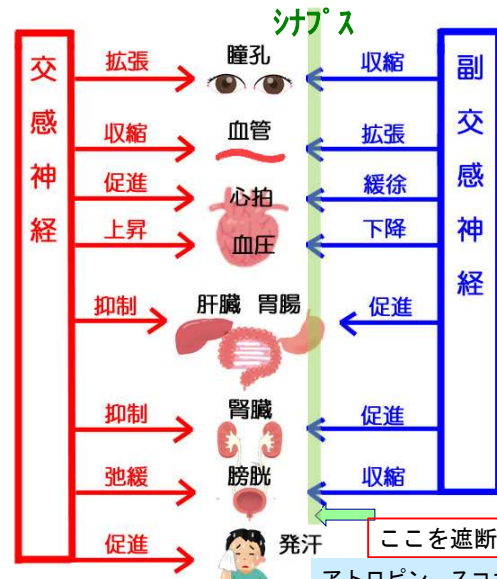 シナプス
交感神経
副交感神経
拡張 瞳孔 収縮
収縮 血管 拡張
促進 心拍 緩徐
上昇 血圧 下降
抑制 肝臓 胃腸 促進
抑制 腎臓 促進
弛緩 膀胱 収縮
促進 発汗
ここを遮断